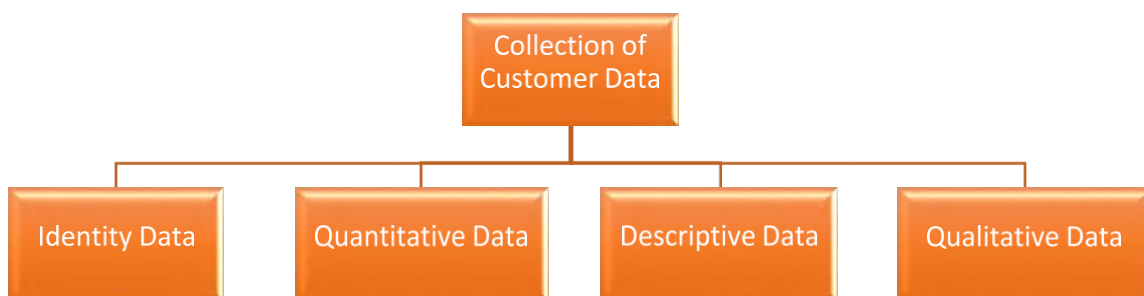 Collection of
Customer Data
Identity Data
Quantitative Data
Descriptive Data
Qualitative Data